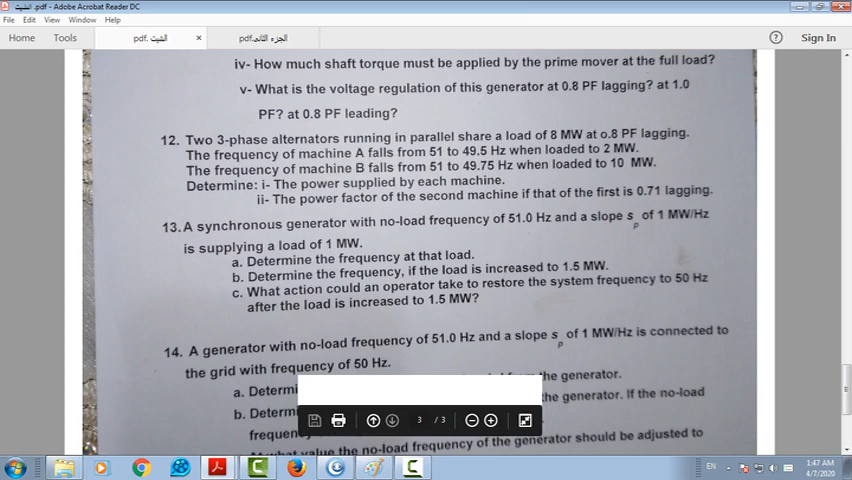 الشيت .pdf - Adobe Acrobat Reader DC
File Edit View Window Help
Home Tools الشيت .pdf × الجزء الثانى.pdf Sign In
iv- How much shaft torque must be applied by the prime mover at the full load?
v- What is the voltage regulation of this generator at 0.8 PF lagging? at 1.0
PF? at 0.8 PF leading?
12. Two 3-phase alternators running in parallel share a load of 8 MW at o.8 PF lagging.
The frequency of machine A falls from 51 to 49.5 Hz when loaded to 2 MW.
The frequency of machine B falls from 51 to 49.75 Hz when loaded to 10 MW.
Determine: i- The power supplied by each machine.
ii- The power factor of the second machine if that of the first is 0.71 lagging.
13. A synchronous generator with no-load frequency of 51.0 Hz and a slope sp of 1 MW/Hz
is supplying a load of 1 MW.
a. Determine the frequency at that load.
b. Determine the frequency, if the load is increased to 1.5 MW.
c. What action could an operator take to restore the system frequency to 50 Hz
after the load is increased to 1.5 MW?
14. A generator with no-load frequency of 51.0 Hz and a slope sp of 1 MW/Hz is connected to
the grid with frequency of 50 Hz.
a. Determi the generator.
b. Determ the generator. If the no-load
frequency
value the no-load frequency of the generator should be adjusted to
3 / 3
EN 1:47 AM
4/7/2020